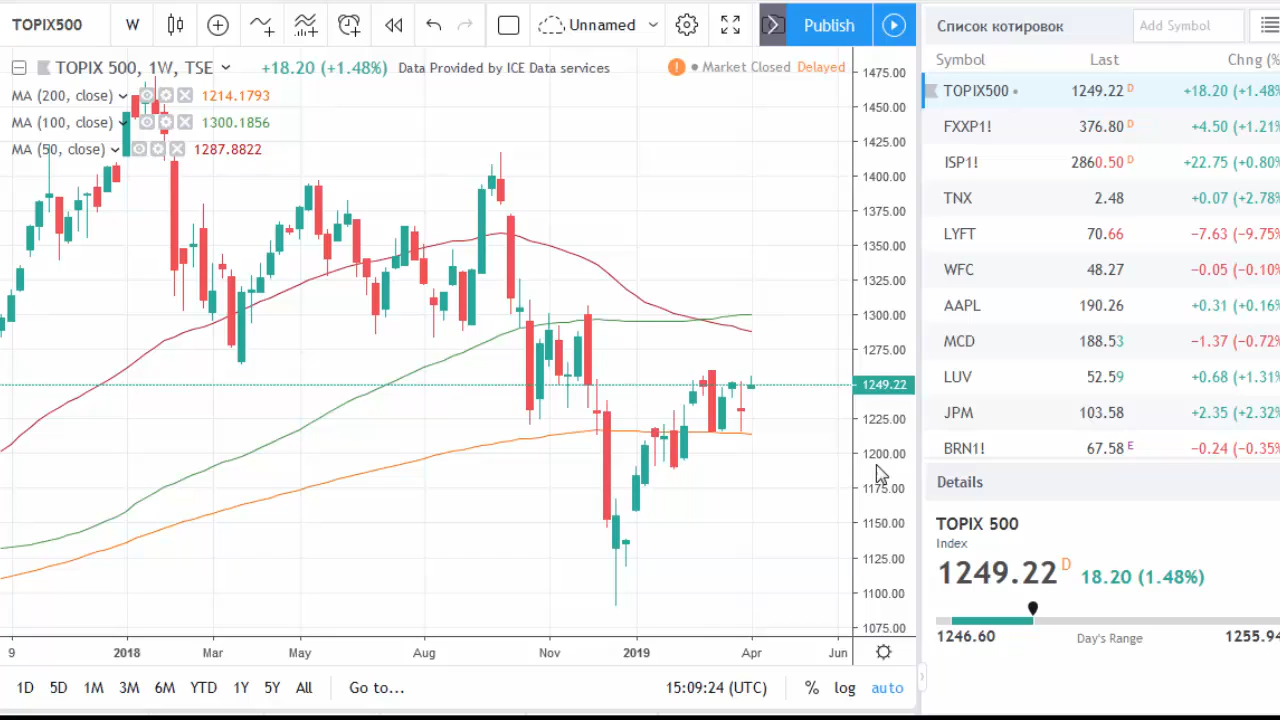 TOPIX500 W Unnamed Publish
TOPIX 500, 1W, TSE +18.20 (+1.48%) Data Provided by ICE Data services ● Market Closed Delayed
MA (200, close) 1214.1793
MA (100, close) 1300.1856
MA (50, close) 1287.8822
1475.00
1450.00
1425.00
1400.00
1375.00
1350.00
1325.00
1300.00
1275.00
1249.22
1225.00
1200.00
1175.00
1150.00
1125.00
1100.00
1075.00
9 2018 Mar May Aug Nov 2019 Apr Jun
1D 5D 1M 3M 6M YTD 1Y 5Y All Go to... 15:09:24 (UTC) % log auto
Список котировок Add Symbol
Symbol Last Chng (%
TOPIX500 1249.22 D +18.20 (+1.48%
FXXP1! 376.80 D +4.50 (+1.21%
ISP1! 2860.50 D +22.75 (+0.80%
TNX 2.48 +0.07 (+2.78%
LYFT 70.66 −7.63 (−9.75%
WFC 48.27 −0.05 (−0.10%
AAPL 190.26 +0.31 (+0.16%
MCD 188.53 −1.37 (−0.72%
LUV 52.59 +0.68 (+1.31%
JPM 103.58 +2.35 (+2.32%
BRN1! 67.58 E −0.24 (−0.35%
Details
TOPIX 500
Index
1249.22 D 18.20 (1.48%)
1246.60 Day's Range 1255.94